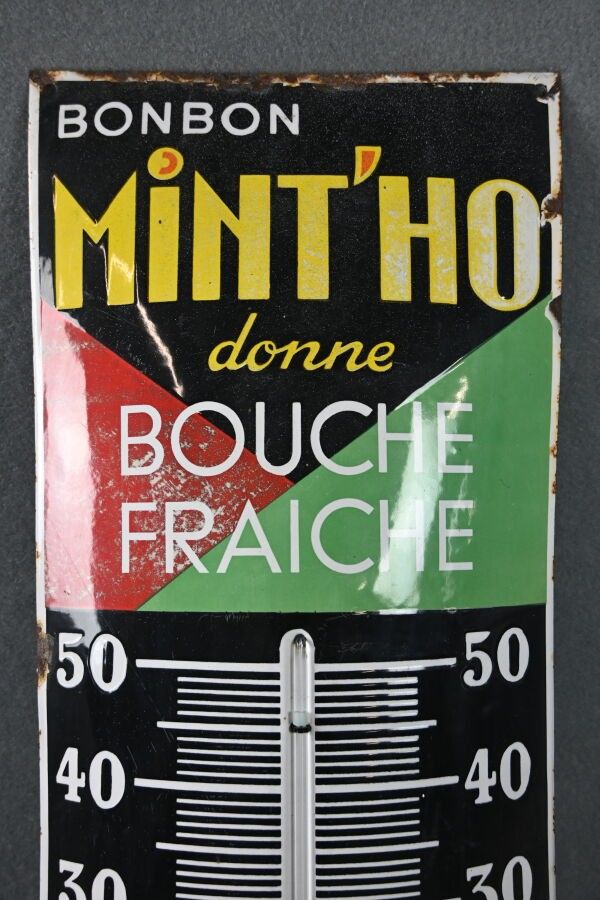 BONBON
MiNT'HO
donne
BOUCHE
FRAICHE
50 50
40 40
30 30